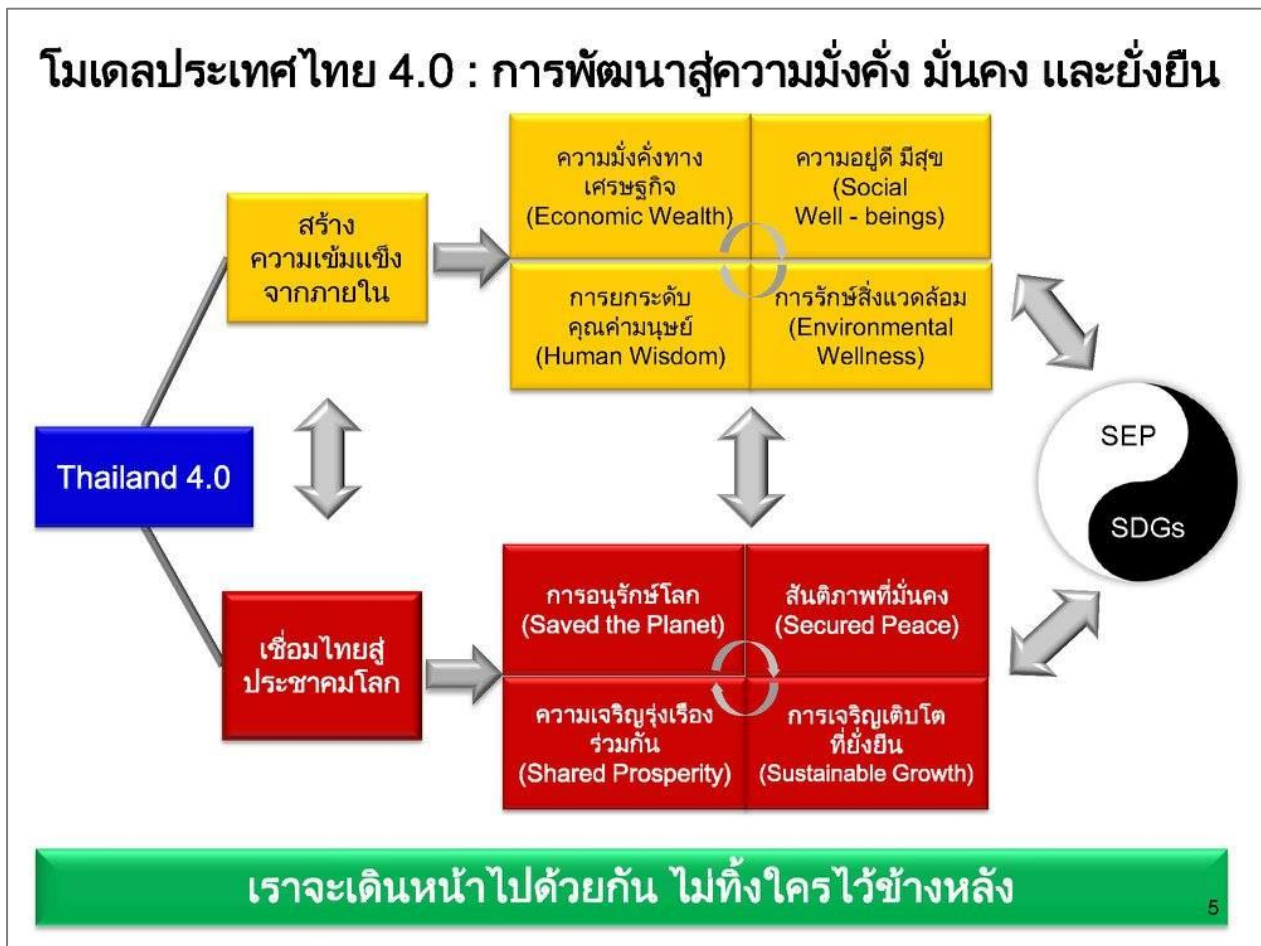 โมเดลประเทศไทย 4.0 : การพัฒนาสู่ความมั่งคั่ง มั่นคง และยั่งยืน
ความมั่งคั่งทาง
เศรษฐกิจ
(Economic Wealth)
ความอยู่ดี มีสุข
(Social
Well - beings)
สร้าง
ความเข้มแข็ง
จากภายใน
การยกระดับ
คุณค่ามนุษย์
(Human Wisdom)
การรักษ์สิ่งแวดล้อม
(Environmental
Wellness)
Thailand 4.0
SEP
SDGs
เชื่อมไทยสู่
ประชาคมโลก
การอนุรักษ์โลก
(Saved the Planet)
สันติภาพที่มั่นคง
(Secured Peace)
ความเจริญรุ่งเรือง
ร่วมกัน
(Shared Prosperity)
การเจริญเติบโต
ที่ยั่งยืน
(Sustainable Growth)
เราจะเดินหน้าไปด้วยกัน ไม่ทิ้งใครไว้ข้างหลัง
5